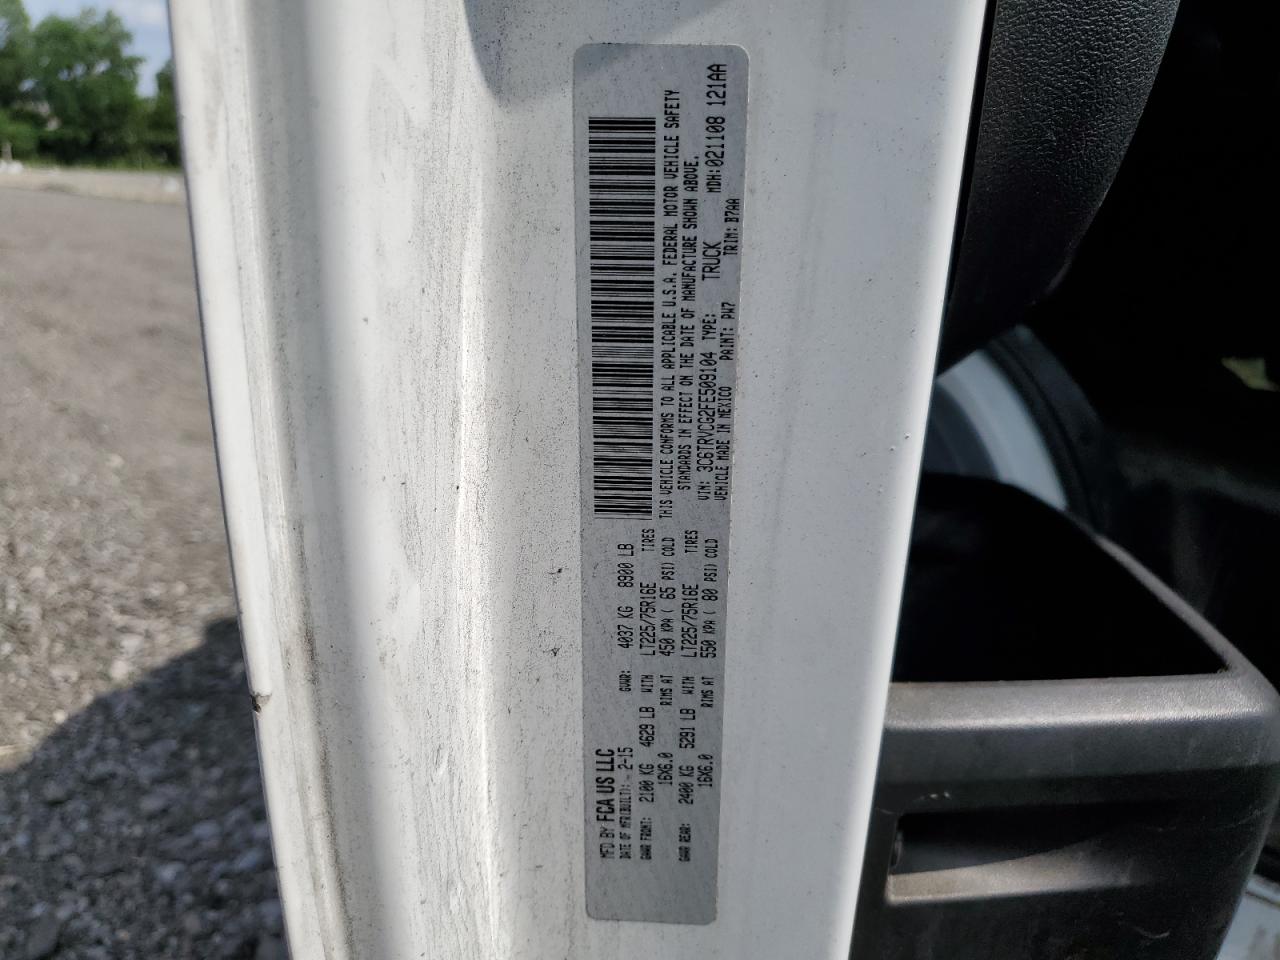 MFD BY FCA US LLC
DATE OF MFR(BUILT): 2-15 GVWR: 4037 KG 8900 LB
GAWR FRONT: 2100 KG 4629 LB WITH LT225/75R16E TIRES
16X6.0 RIMS AT 450 KPA ( 65 PSI) COLD
GAWR REAR: 2400 KG 5291 LB WITH LT225/75R16E TIRES
16X6.0 RIMS AT 550 KPA ( 80 PSI) COLD
THIS VEHICLE CONFORMS TO ALL APPLICABLE U.S.A. FEDERAL MOTOR VEHICLE SAFETY
STANDARDS IN EFFECT ON THE DATE OF MANUFACTURE SHOWN ABOVE.
VIN: 3C6TRVCG2FE509104 TYPE: TRUCK MDH:021108 121AA
VEHICLE MADE IN MEXICO PAINT: PW7 TRIM: B7AA